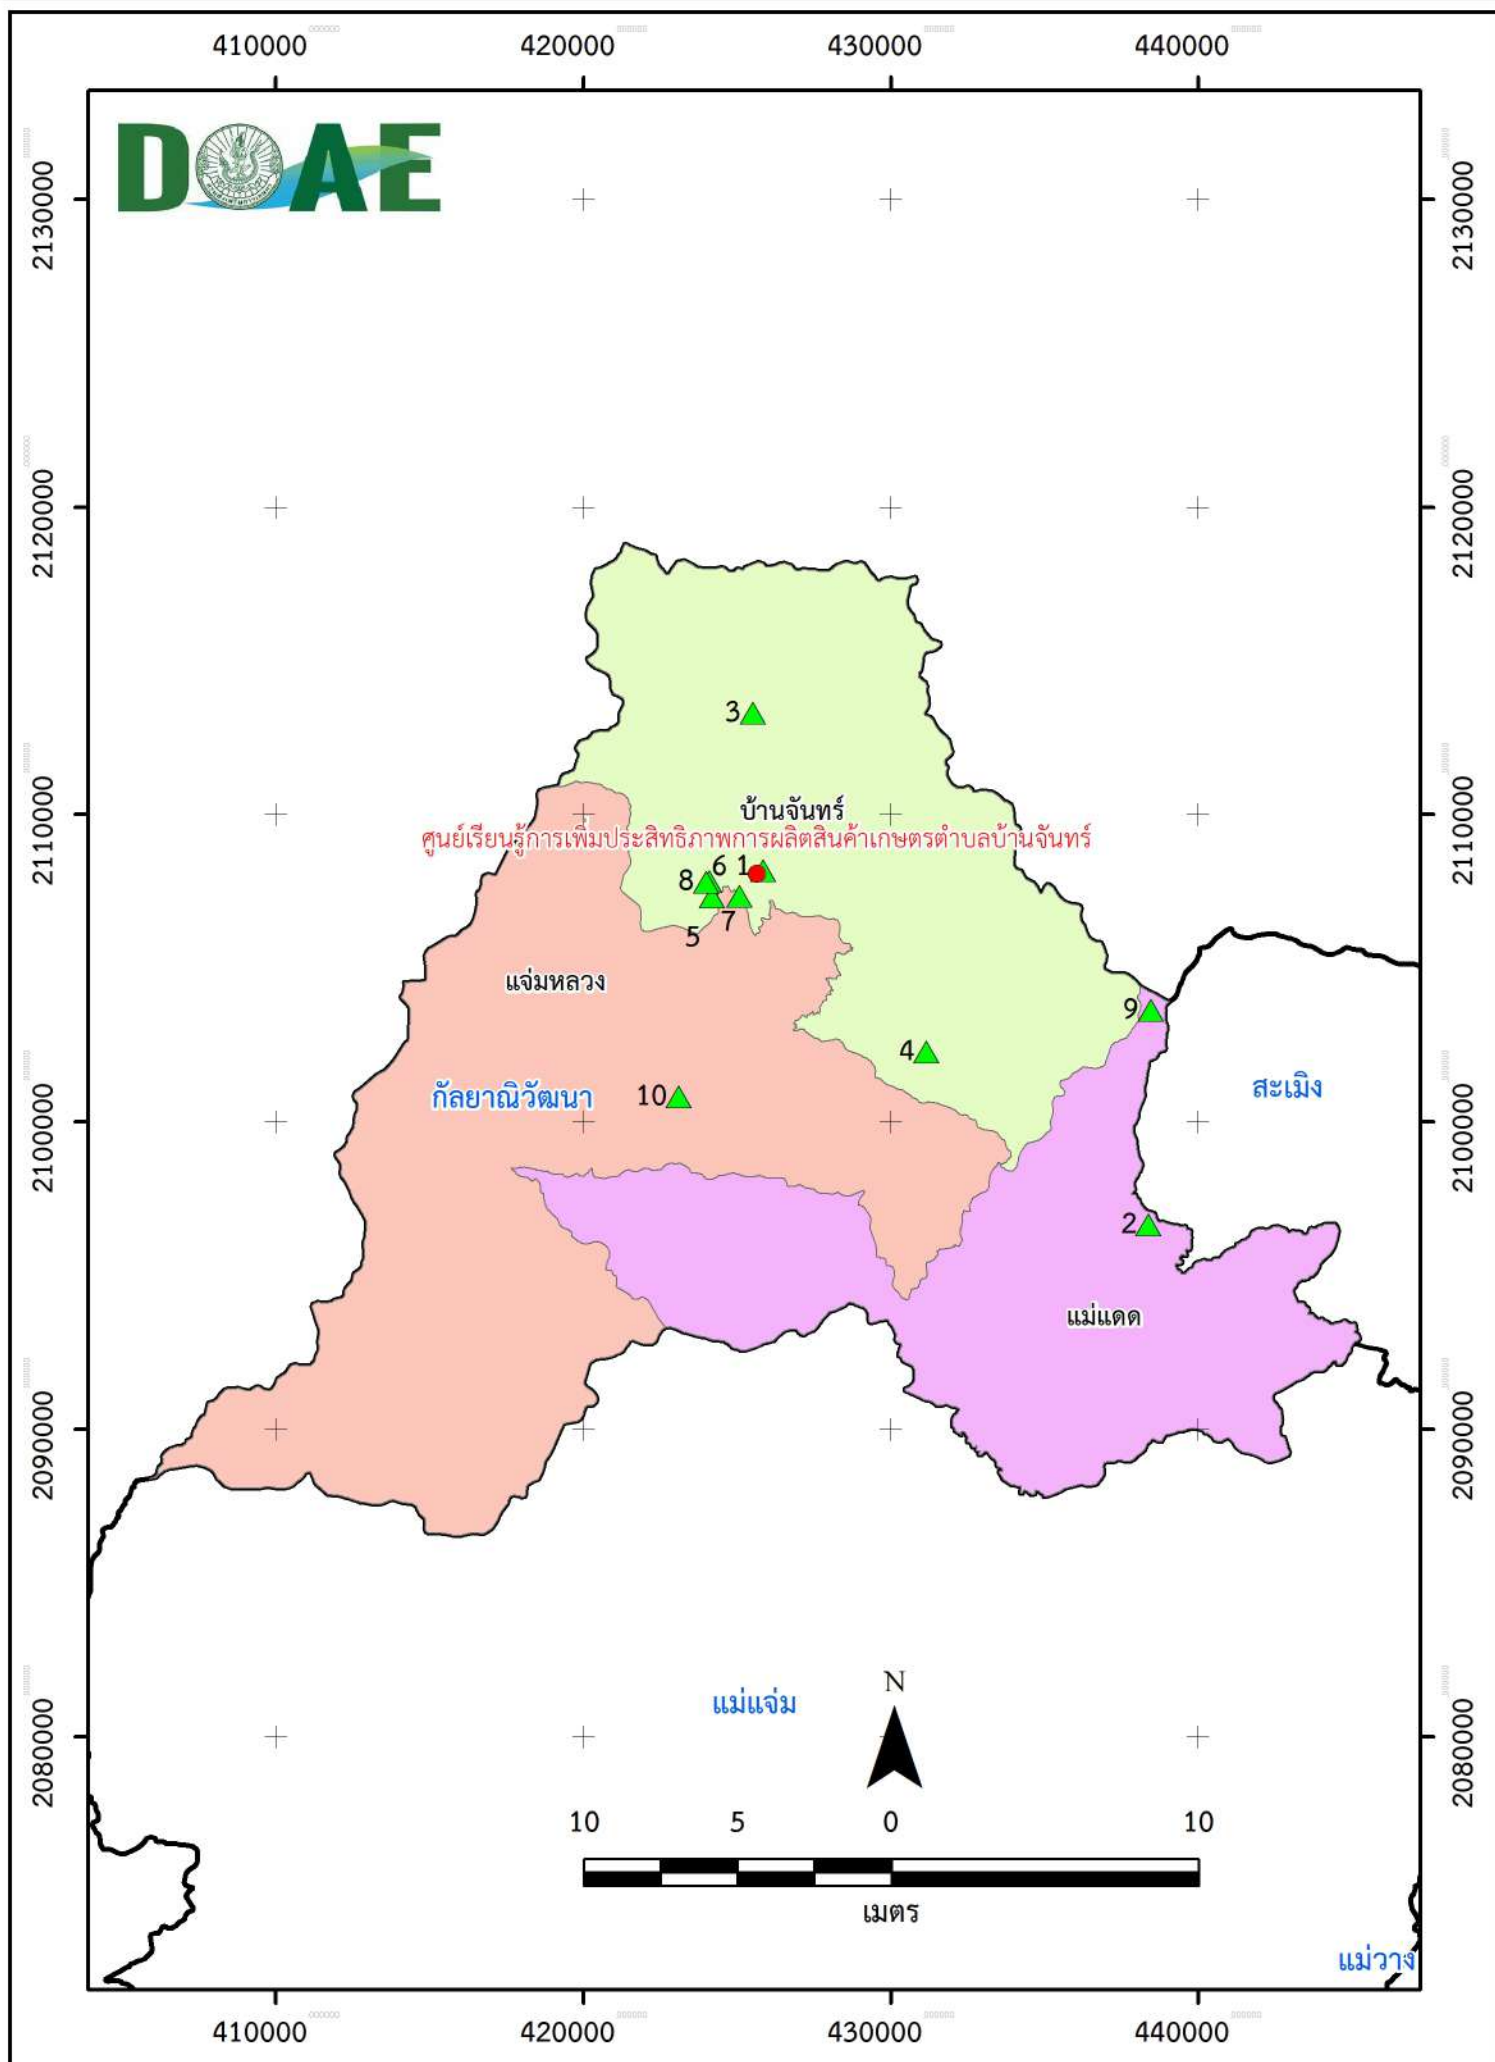 410000 420000 430000 440000
DOAE
2130000 2130000
2120000 2120000
3
2110000 2110000
บ้านจันทร์
ศูนย์เรียนรู้การเพิ่มประสิทธิภาพการผลิตสินค้าเกษตรตำบลบ้านจันทร์
6 1
8
7
5
แจ่มหลวง
9
4
สะเมิง
กัลยาณิวัฒนา 10
2100000 2100000
2
แม่แดด
2090000 2090000
N
แม่แจ่ม
2080000 2080000
10 5 0 10
เมตร
แม่วาง
410000 420000 430000 440000